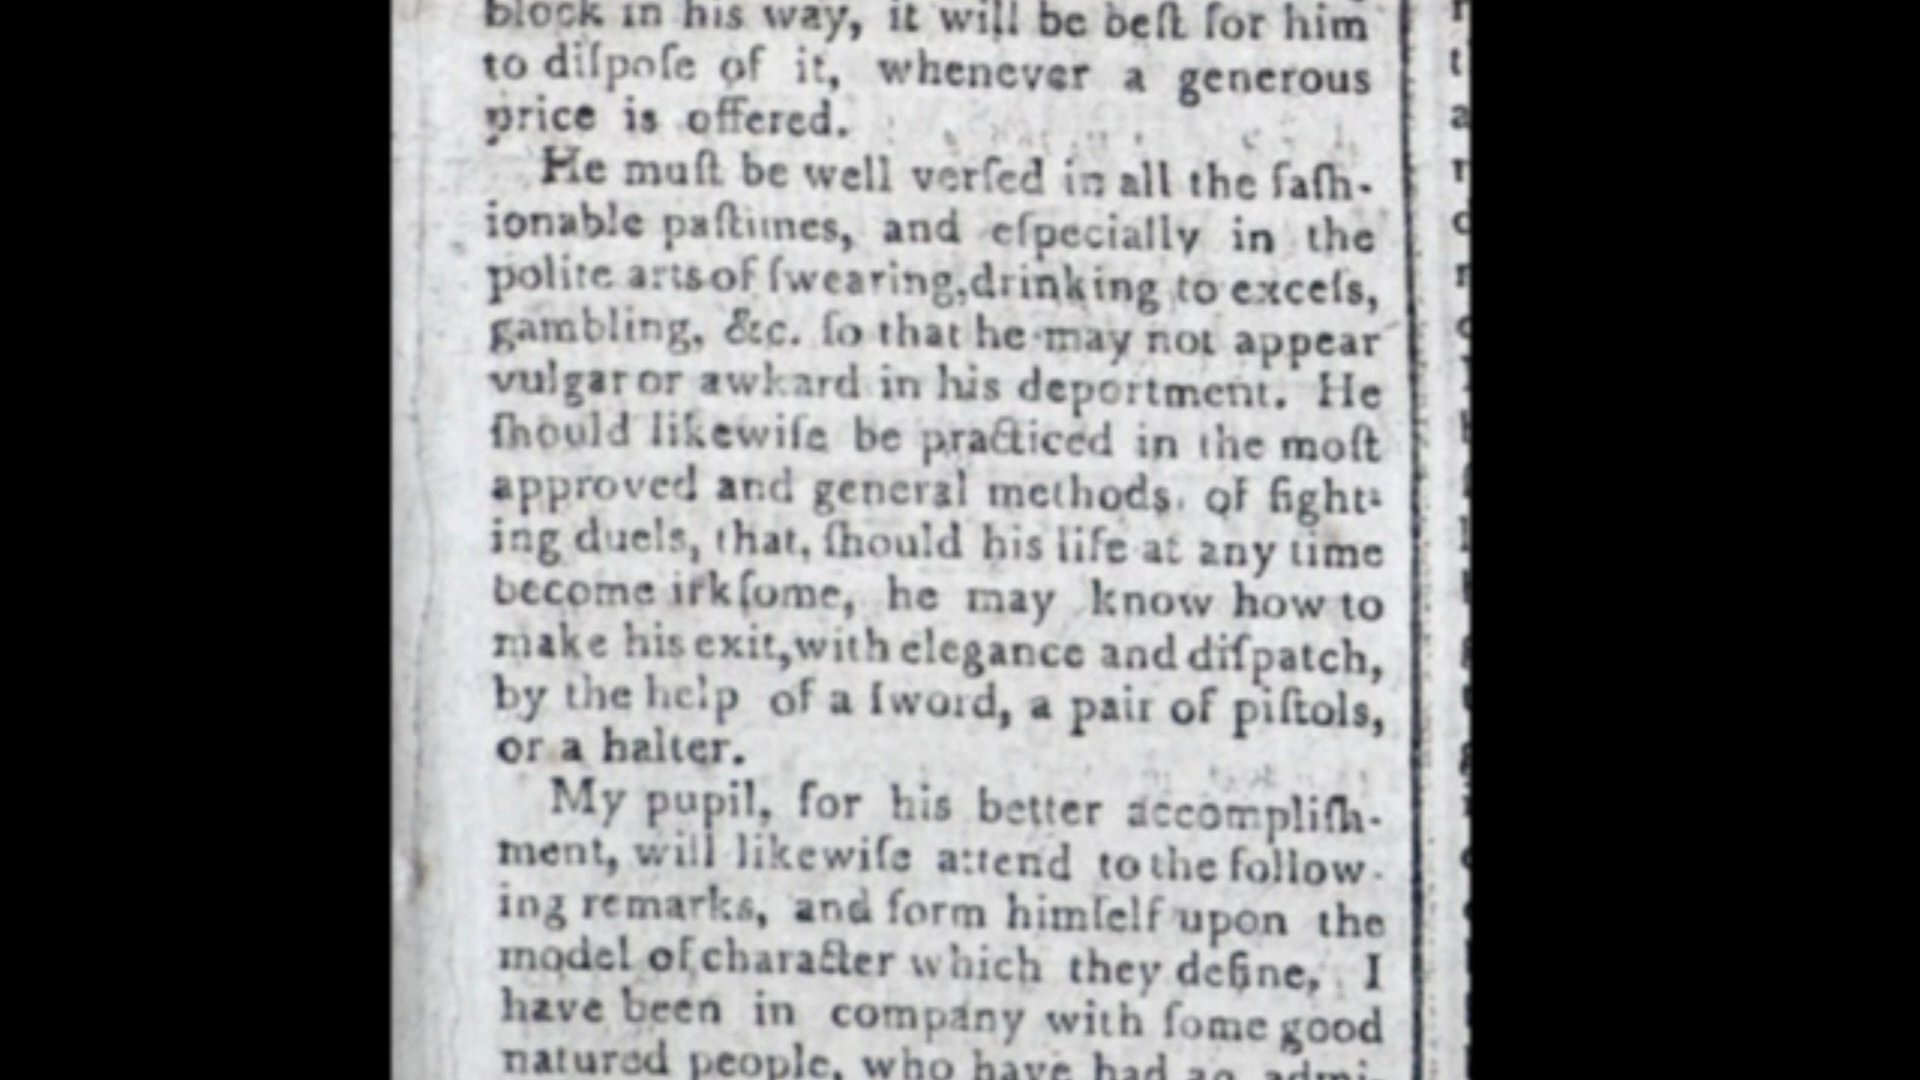 block in his way, it will be beſt for him
to diſpoſe of it, whenever a generous
price is offered.
He muſt be well verſed in all the faſh-
ionable paſtimes, and eſpecially in the
polite arts of ſwearing, drinking to exceſs,
gambling, &c. ſo that he may not appear
vulgar or awkard in his deportment. He
ſhould likewiſe be practiced in the moſt
approved and general methods of fight-
ing duels, that, ſhould his life at any time
become irkſome, he may know how to
make his exit, with elegance and diſpatch,
by the help of a ſword, a pair of piſtols,
or a halter.
My pupil, for his better accompliſh-
ment, will likewiſe attend to the follow-
ing remarks, and form himſelf upon the
model of character which they define, I
have been in company with ſome good
natured people, who have had an admi-